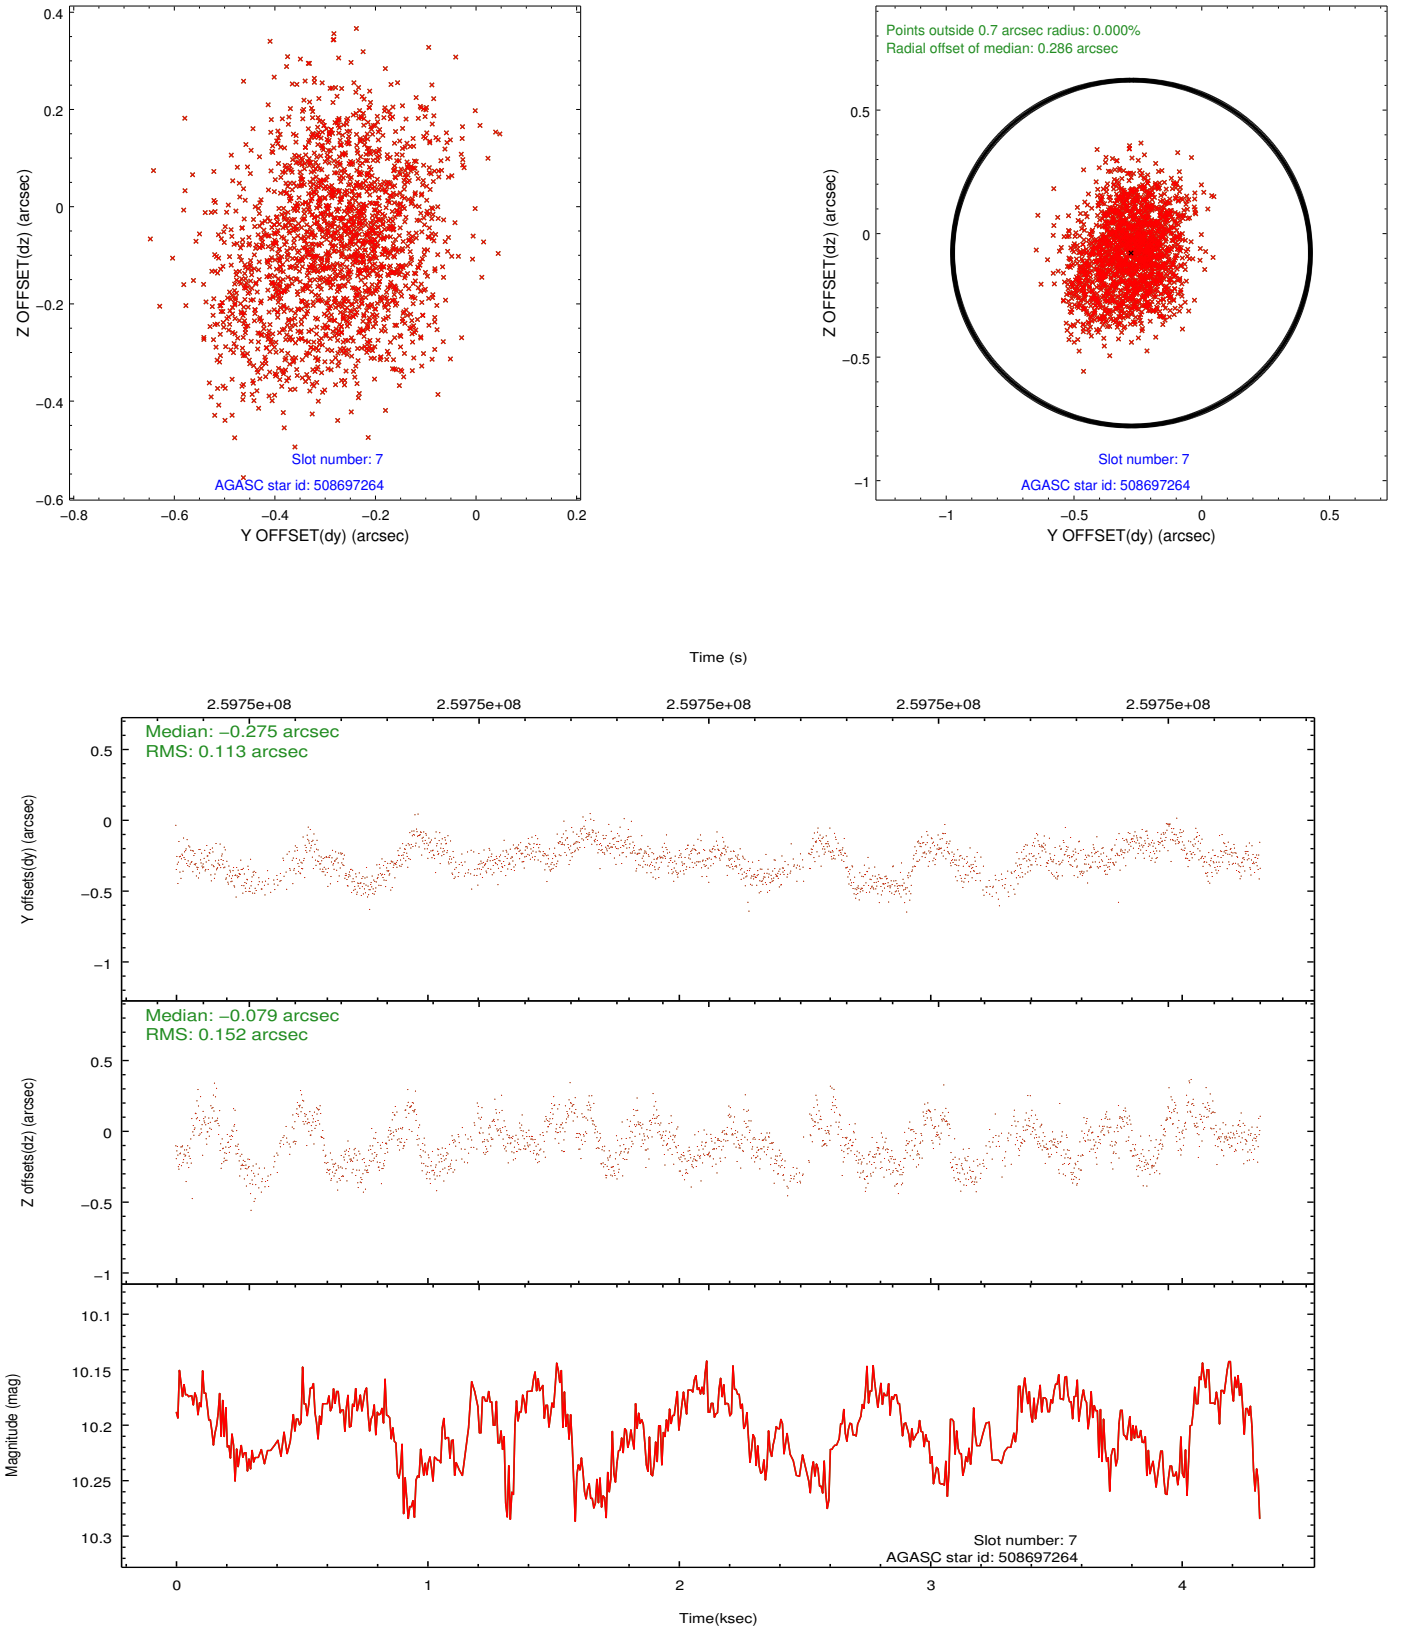 0.4
0.2
0
−0.2
−0.4
−0.6
−0.8
−0.6
−0.4
−0.2
0
0.2
Z OFFSET(dz) (arcsec)
Y OFFSET(dy) (arcsec)
Slot number: 7
AGASC star id: 508697264
Points outside 0.7 arcsec radius: 0.000%
Radial offset of median: 0.286 arcsec
0.5
0
−0.5
−1
−1
−0.5
0
0.5
Z OFFSET(dz) (arcsec)
Y OFFSET(dy) (arcsec)
Slot number: 7
AGASC star id: 508697264
Time (s)
2.5975e+08
2.5975e+08
2.5975e+08
2.5975e+08
2.5975e+08
Median: −0.275 arcsec
RMS: 0.113 arcsec
0.5
0
−0.5
−1
Y offsets(dy) (arcsec)
Median: −0.079 arcsec
RMS: 0.152 arcsec
0.5
0
−0.5
−1
Z offsets(dz) (arcsec)
10.1
10.15
10.2
10.25
10.3
Magnitude (mag)
Slot number: 7
AGASC star id: 508697264
0
1
2
3
4
Time(ksec)